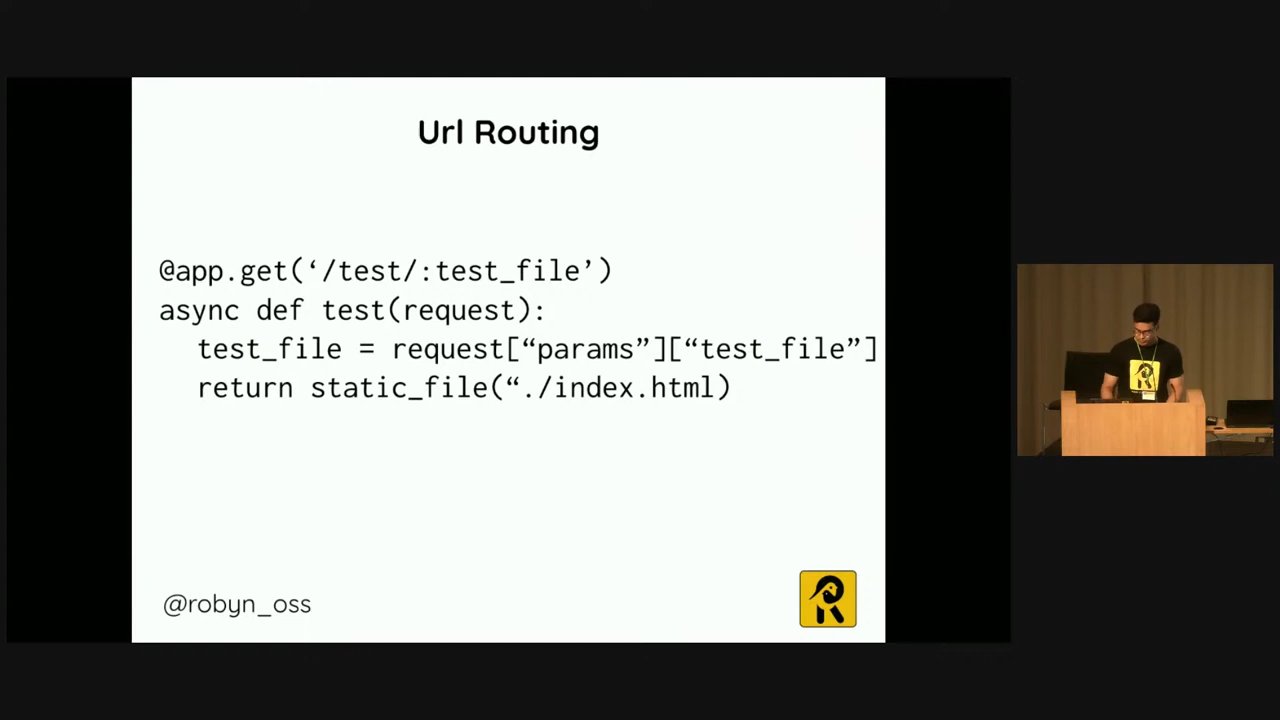 Url Routing
@app.get(‘/test/:test_file’)
async def test(request):
test_file = request[“params”][“test_file”]
return static_file(“./index.html)
@robyn_oss